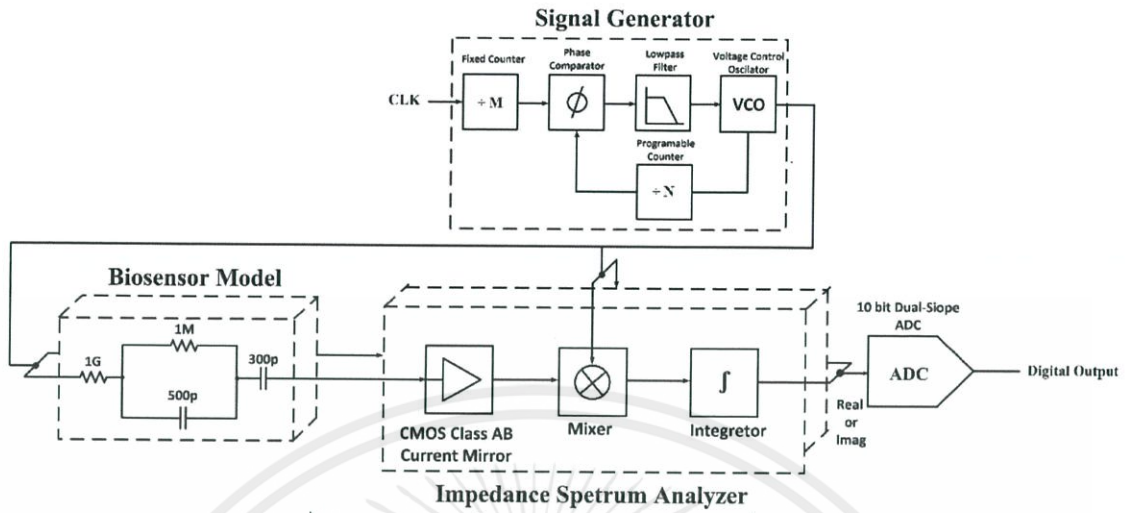 Signal Generator
Fixed Counter
Phase
Comparator
Lowpass
Filter
Voltage Control
Oscilator
CLK
÷ M
ϕ
VCO
Programable
Counter
÷ N
Biosensor Model
1G
1M
500p
300p
CMOS Class AB
Current Mirror
Mixer
∫
Integretor
Real
or
Imag
10 bit Dual-Slope
ADC
ADC
Digital Output
Impedance Spetrum Analyzer